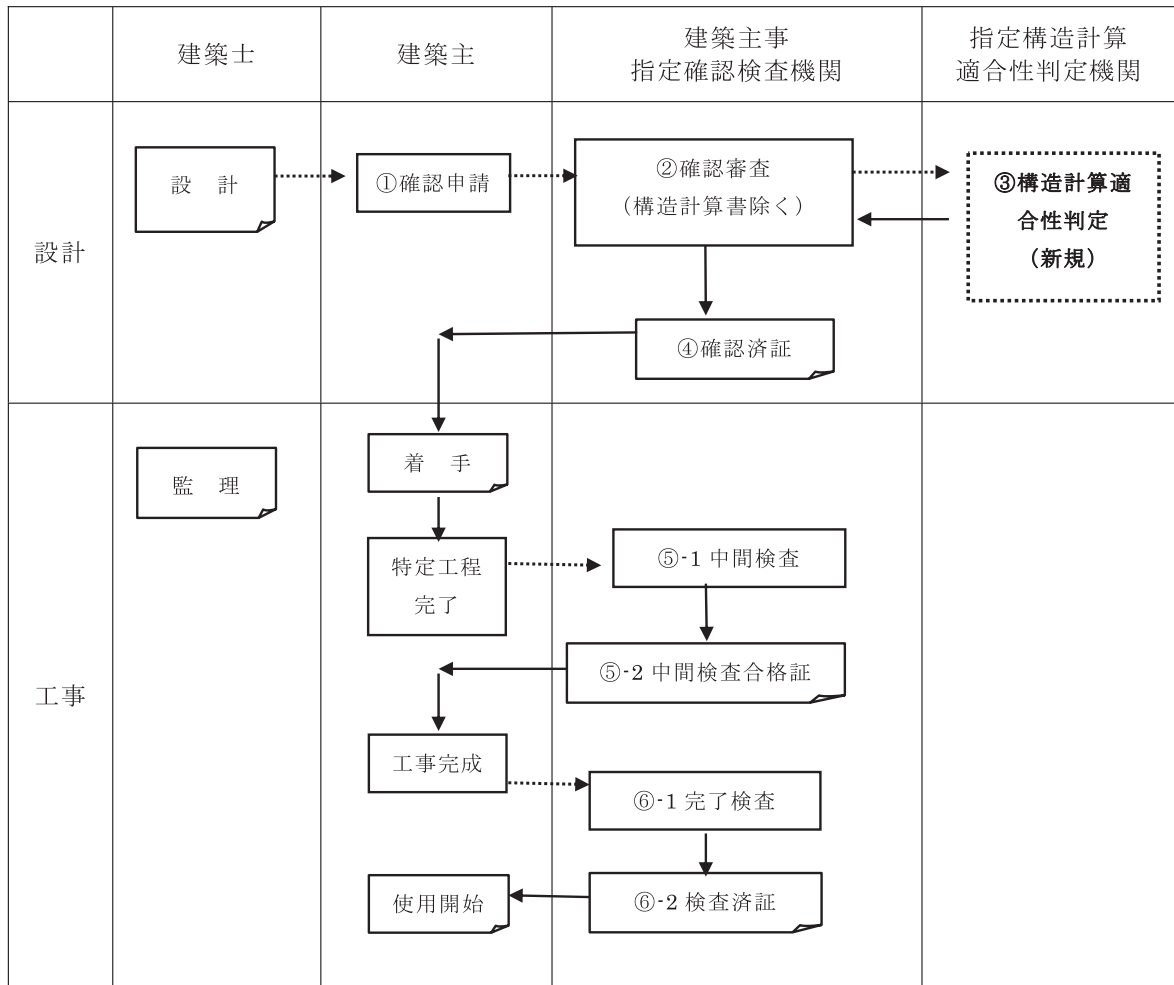 建築士
建築主
建築主事
指定確認検査機関
指定構造計算
適合性判定機関
設計
設 計
①確認申請
②確認審査
(構造計算書除く)
③構造計算適
合性判定
(新規)
④確認済証
工事
監 理
着 手
特定工程
完了
⑤-1 中間検査
⑤-2 中間検査合格証
工事完成
⑥-1 完了検査
使用開始
⑥-2 検査済証